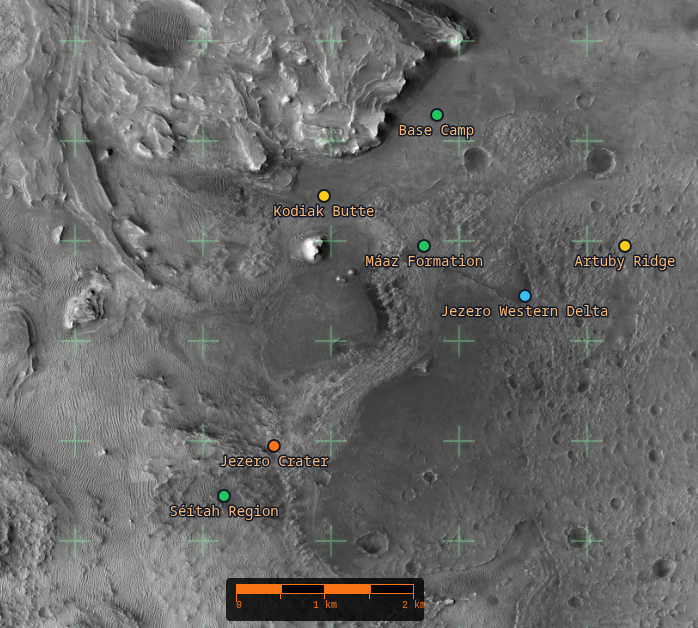 Base Camp
Kodiak Butte
Máaz Formation
Artuby Ridge
Jezero Western Delta
Jezero Crater
Séítah Region
0 1 km 2 km